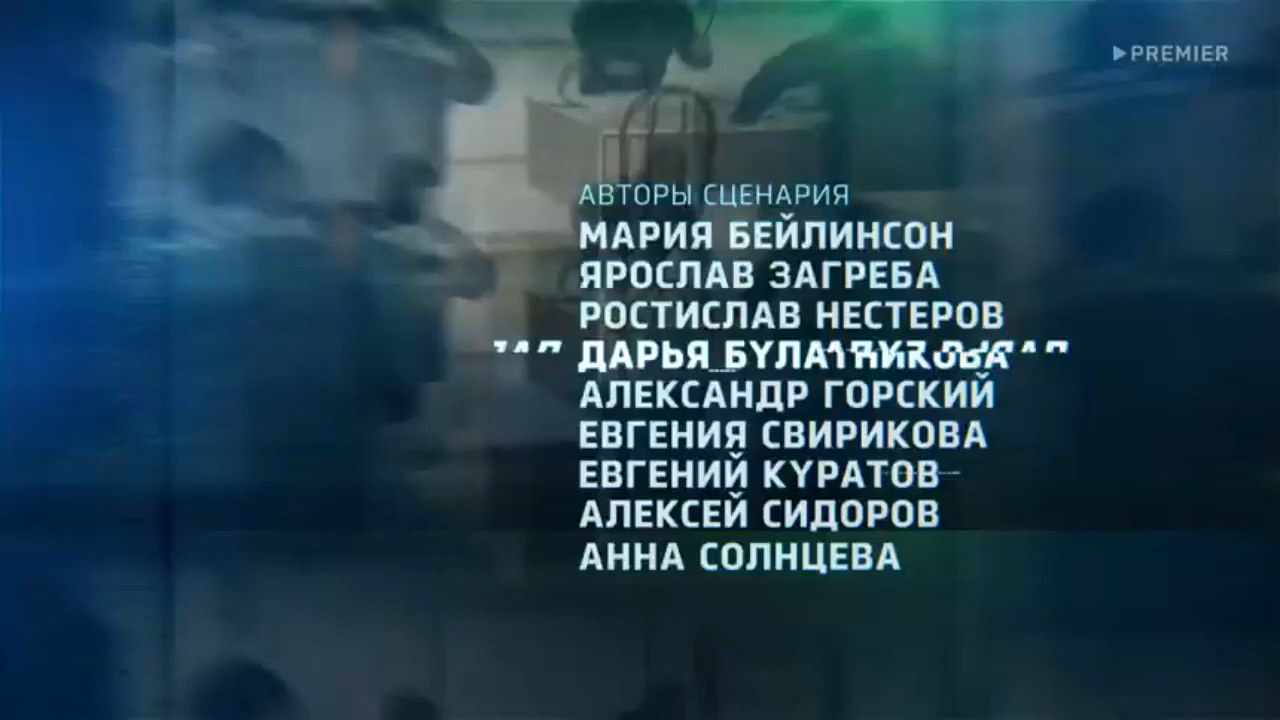 PREMIER
АВТОРЫ СЦЕНАРИЯ
МАРИЯ БЕЙЛИНСОН
ЯРОСЛАВ ЗАГРЕБА
РОСТИСЛАВ НЕСТЕРОВ
ДАРЬЯ
АЛЕКСАНДР ГОРСКИЙ
ЕВГЕНИЯ СВИРИКОВА
ЕВГЕНИЙ КУРАТОВ
АЛЕКСЕЙ СИДОРОВ
АННА СОЛНЦЕВА